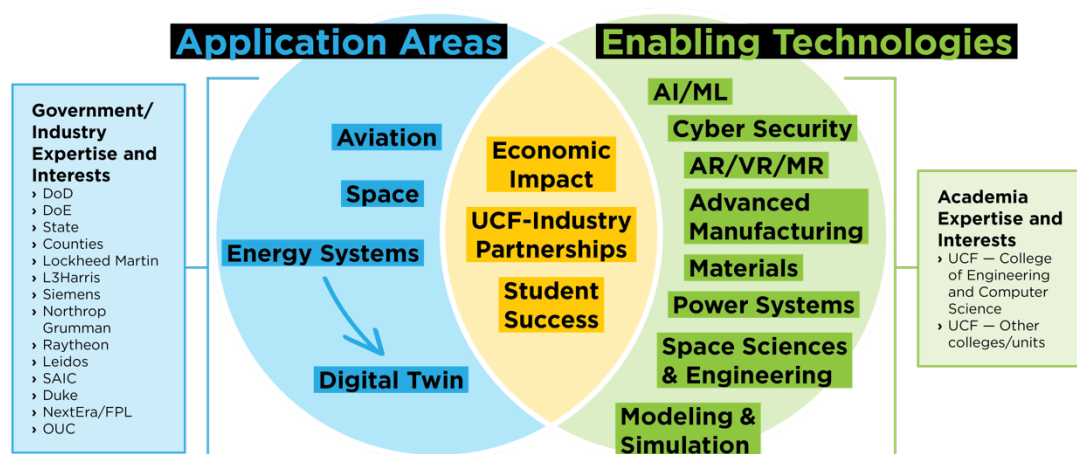 Application Areas
Enabling Technologies
Government/
Industry
Expertise and
Interests
› DoD
› DoE
› State
› Counties
› Lockheed Martin
› L3Harris
› Siemens
› Northrop
Grumman
› Raytheon
› Leidos
› SAIC
› Duke
› NextEra/FPL
› OUC
Aviation
Space
Energy Systems
Digital Twin
Economic
Impact
UCF-Industry
Partnerships
Student
Success
AI/ML
Cyber Security
AR/VR/MR
Advanced
Manufacturing
Materials
Power Systems
Space Sciences
& Engineering
Modeling &
Simulation
Academia
Expertise and
Interests
› UCF — College
of Engineering
and Computer
Science
› UCF — Other
colleges/units